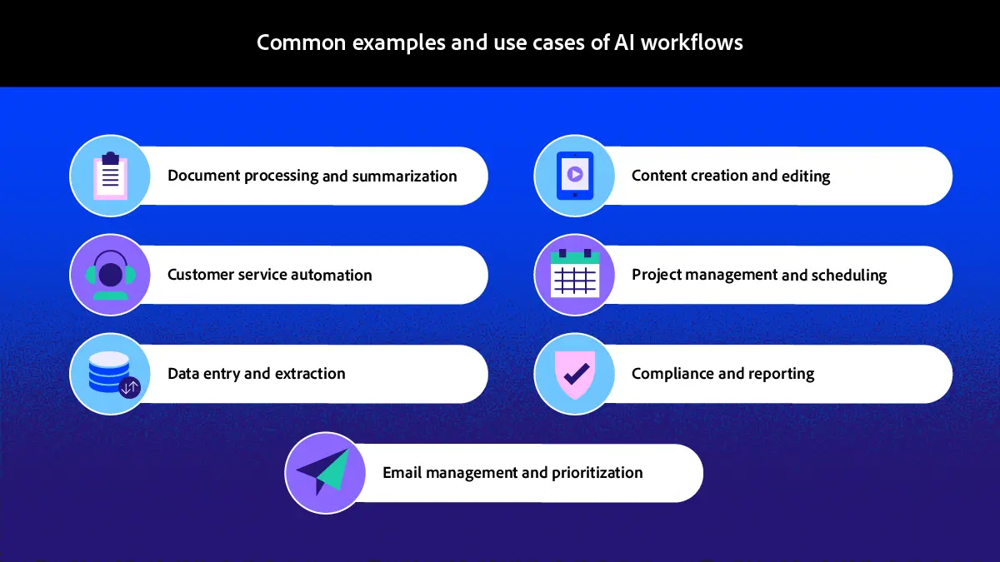 Common examples and use cases of AI workflows
Document processing and summarization
Content creation and editing
Customer service automation
Project management and scheduling
Data entry and extraction
Compliance and reporting
Email management and prioritization